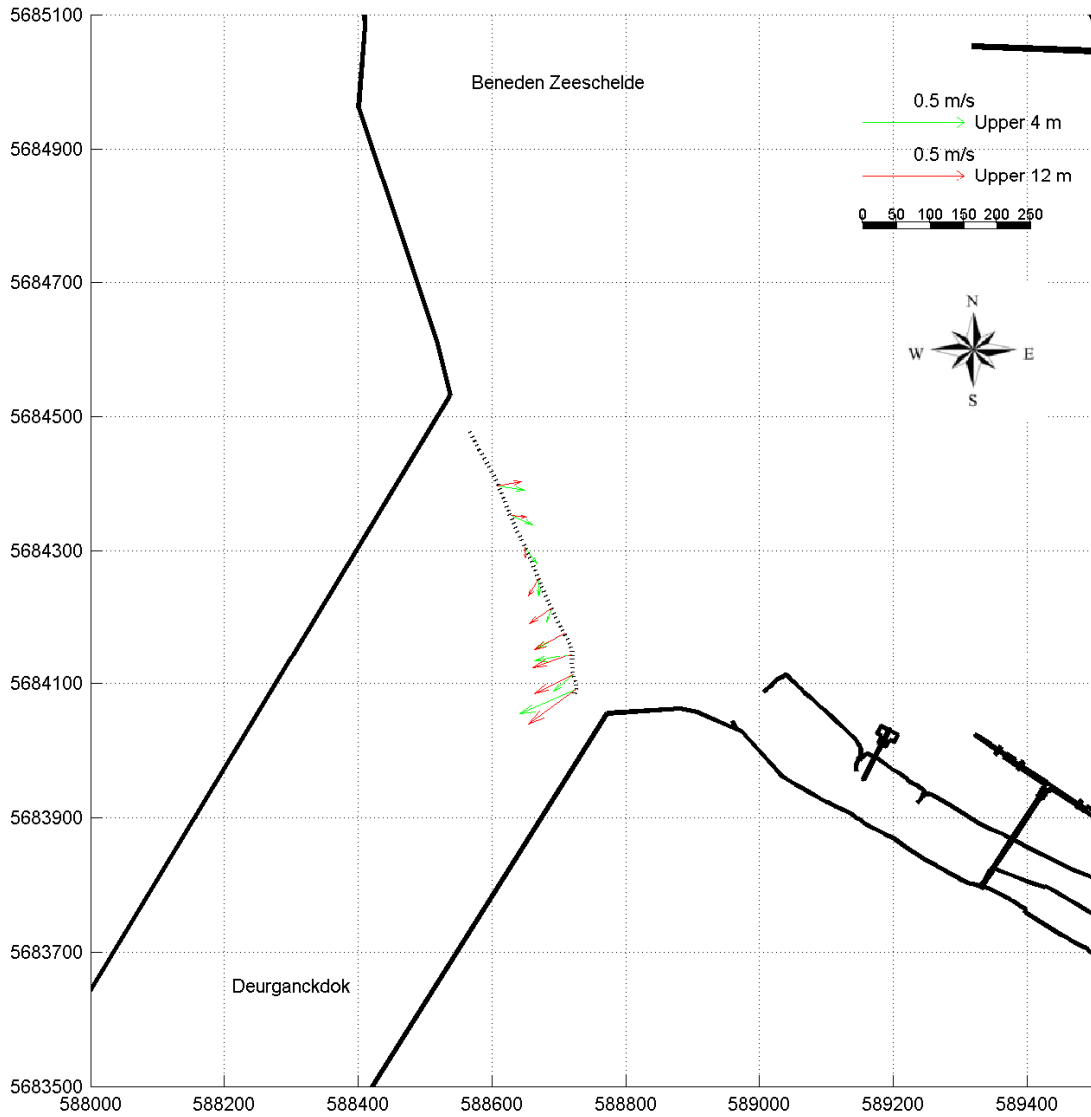 5685100
Beneden Zeeschelde
0.5 m/s
Upper 4 m
5684900
0.5 m/s
Upper 12 m
0 50 100 150 200 250
5684700
N
W E
S
5684500
5684300
5684100
5683900
5683700
Deurganckdok
5683500
588000 588200 588400 588600 588800 589000 589200 589400